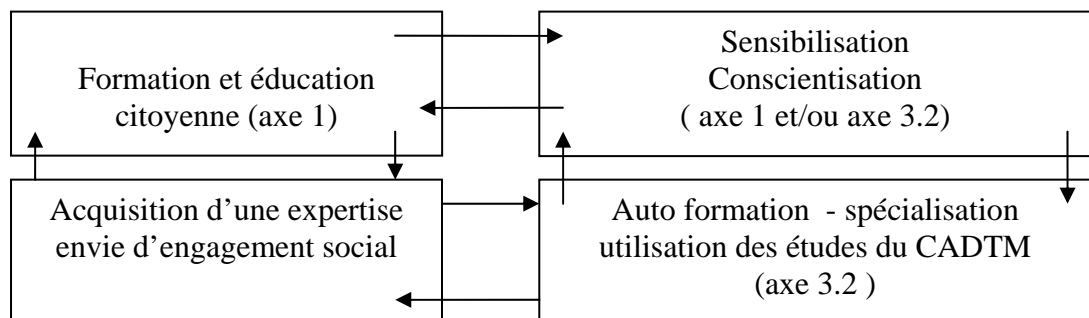 Formation et éducation
citoyenne (axe 1)
Sensibilisation
Conscientisation
( axe 1 et/ou axe 3.2)
Acquisition d’une expertise
envie d’engagement social
Auto formation  - spécialisation
utilisation des études du CADTM
(axe 3.2 )